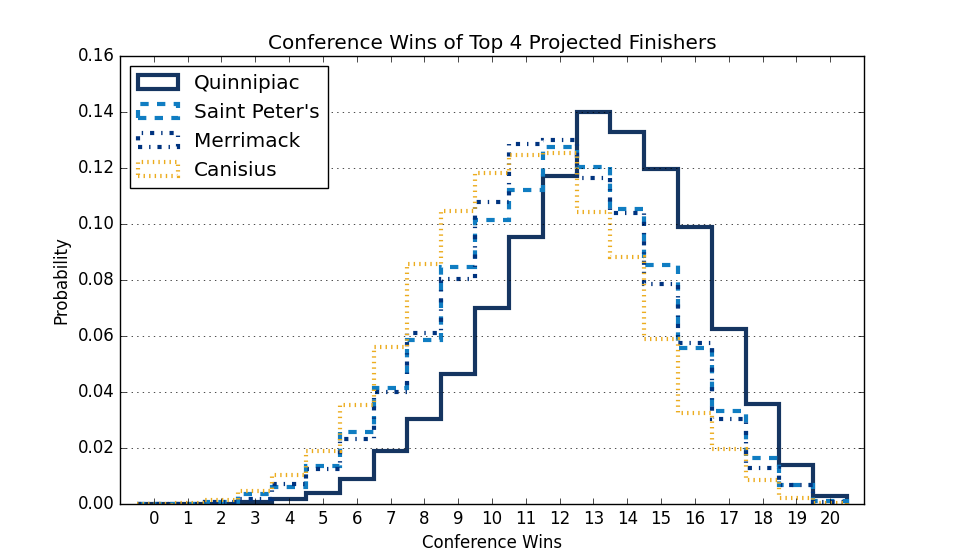 Conference Wins of Top 4 Projected Finishers
0.16
0.14
0.12
0.10
0.08
0.06
0.04
0.02
0.00
Probability
Quinnipiac
Saint Peter's
Merrimack
Canisius
0 1 2 3 4 5 6 7 8 9 10 11 12 13 14 15 16 17 18 19 20
Conference Wins